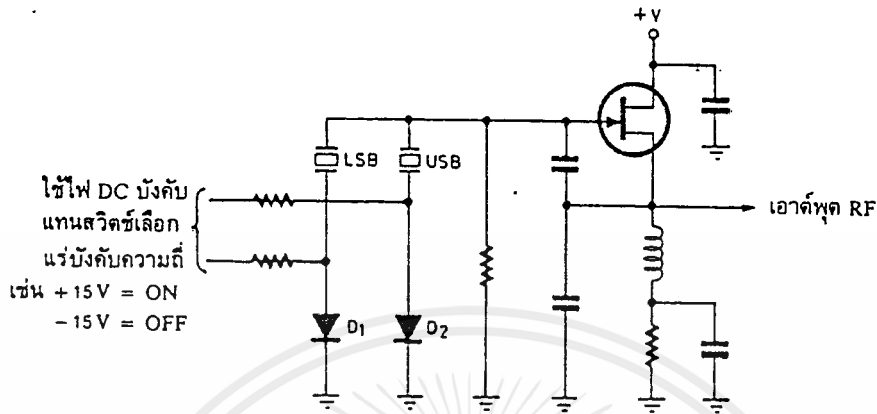 +V
LSB
USB
ใช้ไฟ DC บังคับ
แทนสวิตช์เลือก
แร่บังคับความถี่
เช่น +15V = ON
-15V = OFF
เอาต์พุต RF
D1
D2